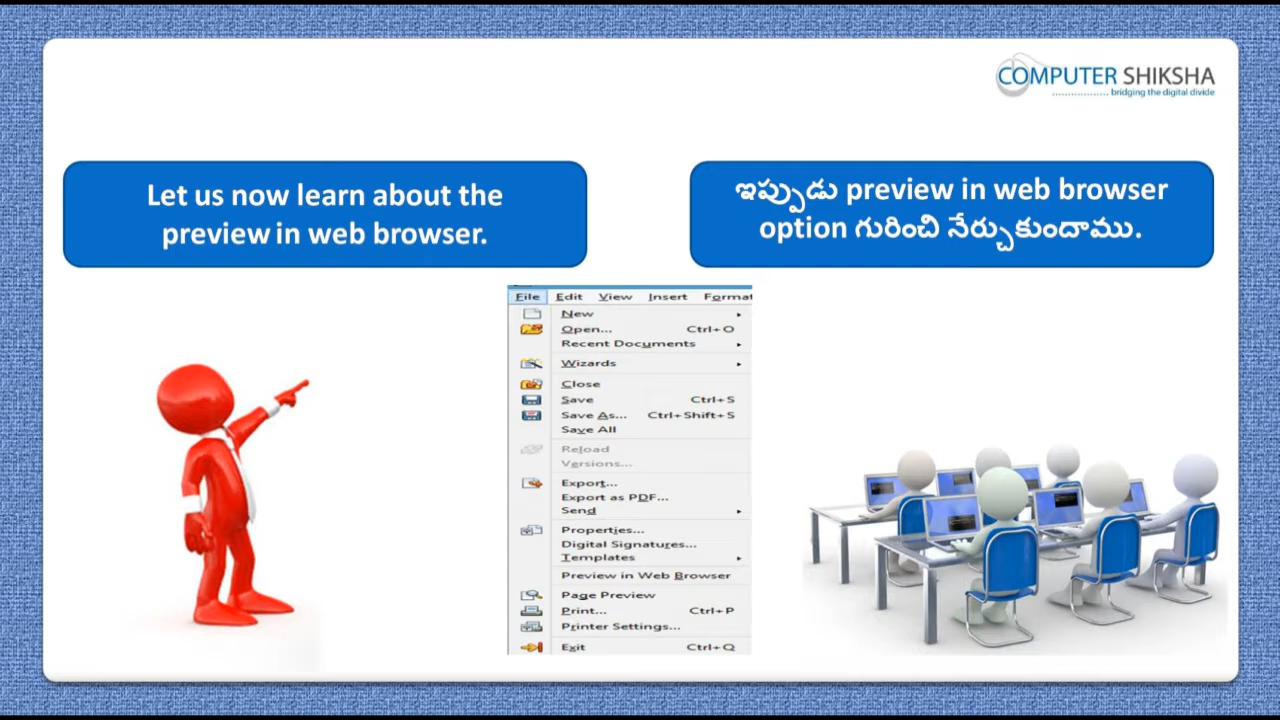 COMPUTER SHIKSHA
.................. bridging the digital divide
Let us now learn about the
preview in web browser.
ఇప్పుడు preview in web browser
option గురించి నేర్చుకుందాము.
File Edit View Insert Format
New
Open... Ctrl+O
Recent Documents
Wizards
Close
Save Ctrl+S
Save As... Ctrl+Shift+S
Save All
Reload
Versions...
Export...
Export as PDF...
Send
Properties...
Digital Signatures...
Templates
Preview in Web Browser
Page Preview
Print... Ctrl+P
Printer Settings...
Exit Ctrl+Q